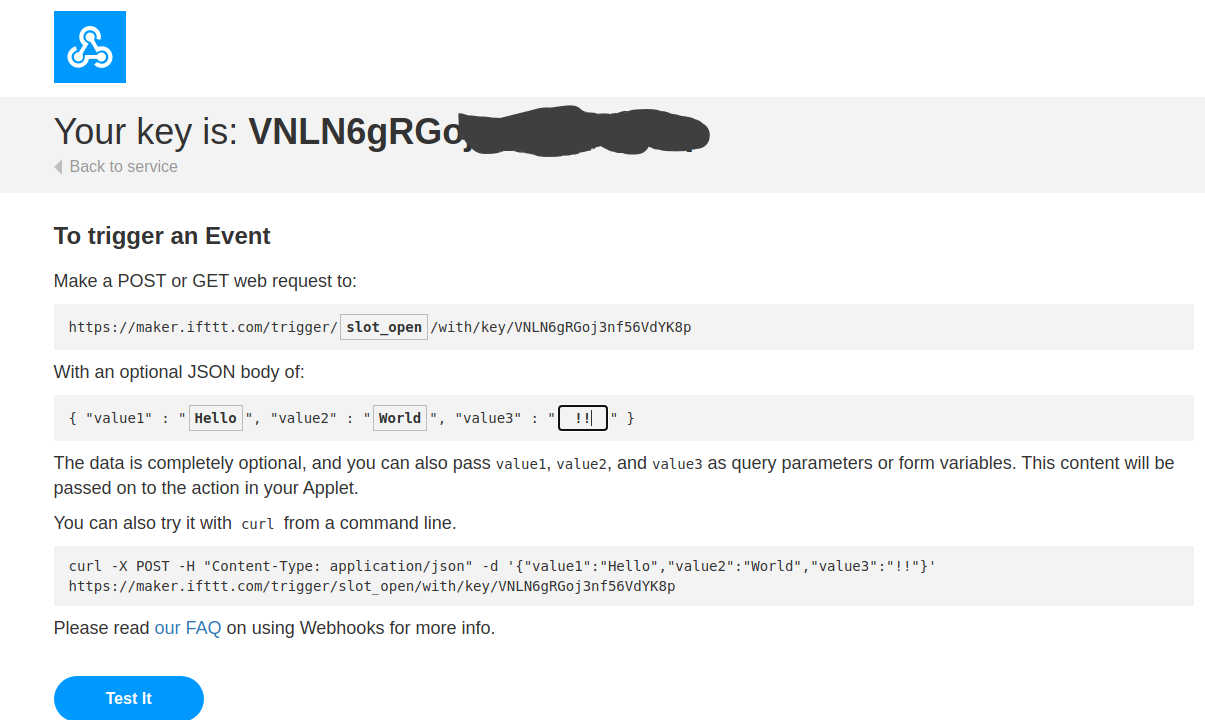 Your key is: VNLN6gRGo
Back to service
To trigger an Event
Make a POST or GET web request to:
https://maker.ifttt.com/trigger/ slot_open /with/key/VNLN6gRGoj3nf56VdYK8p
With an optional JSON body of:
{ "value1" : " Hello ", "value2" : " World ", "value3" : " !! " }
The data is completely optional, and you can also pass value1, value2, and value3 as query parameters or form variables. This content will be
passed on to the action in your Applet.
You can also try it with curl from a command line.
curl -X POST -H "Content-Type: application/json" -d '{"value1":"Hello","value2":"World","value3":"!!"}'
https://maker.ifttt.com/trigger/slot_open/with/key/VNLN6gRGoj3nf56VdYK8p
Please read our FAQ on using Webhooks for more info.
Test It